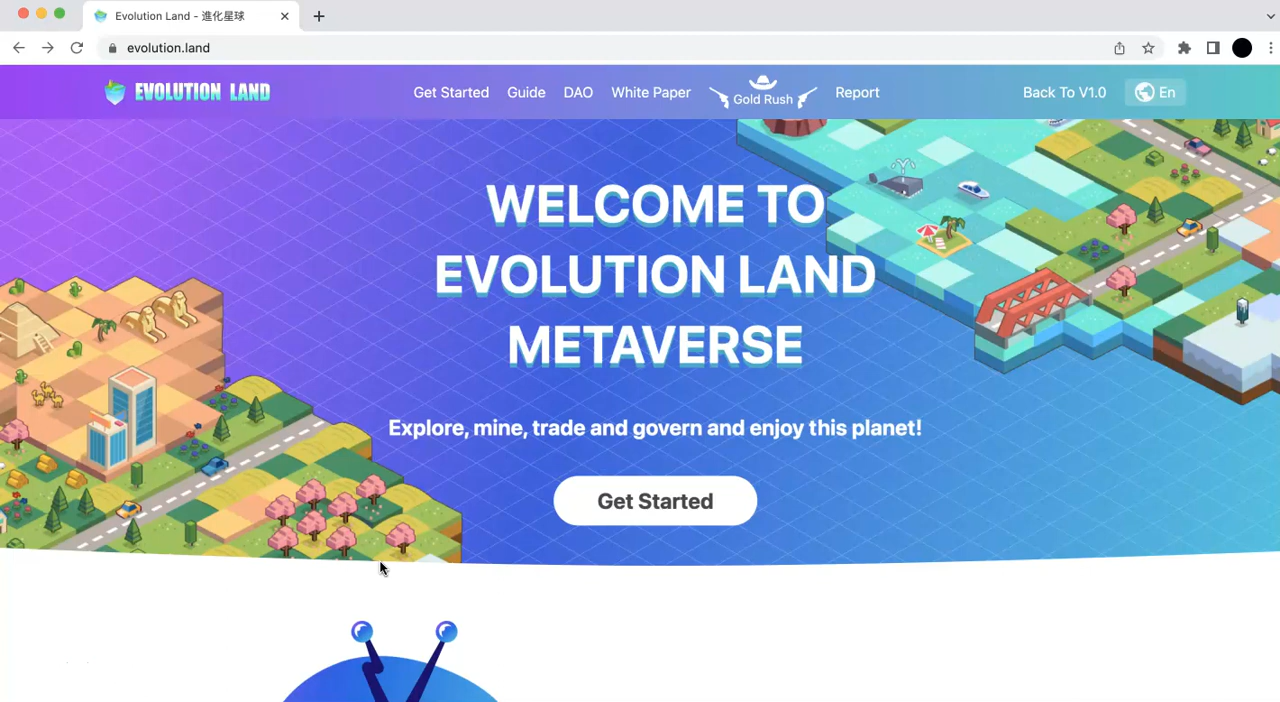 Evolution Land - 進化星球
evolution.land
EVOLUTION LAND
Get Started
Guide
DAO
White Paper
Gold Rush
Report
Back To V1.0
En
WELCOME TO
EVOLUTION LAND
METAVERSE
Explore, mine, trade and govern and enjoy this planet!
Get Started